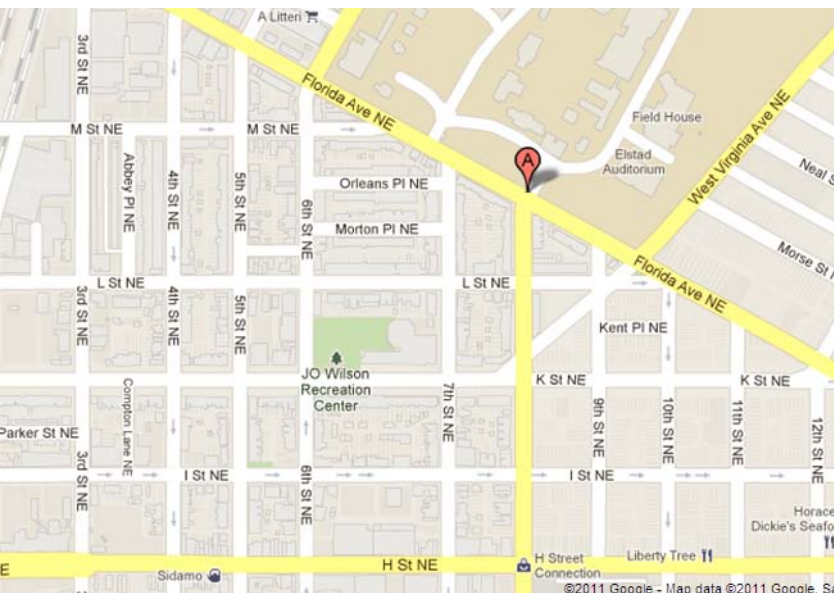 A Litteri
3rd St NE
Florida Ave NE
West Virginia Ave NE
Field House
M St NE
M St NE
A
Elstad
Auditorium
Abbey Pl NE
4th St NE
5th St NE
Orleans Pl NE
Neal S
6th St NE
Morton Pl NE
Morse St
Florida Ave NE
L St NE
L St NE
3rd St NE
4th St NE
5th St NE
Kent Pl NE
JO Wilson
Recreation
Center
K St NE
K St NE
Compton Lane NE
7th St NE
9th St NE
10th St NE
11th St NE
12th St NE
Parker St NE
3rd St NE
6th St NE
I St NE
I St NE
Horace
Dickie's Seafo
H St NE
E
Sidamo
H Street
Connection
Liberty Tree
©2011 Google - Map data ©2011 Google, Sa